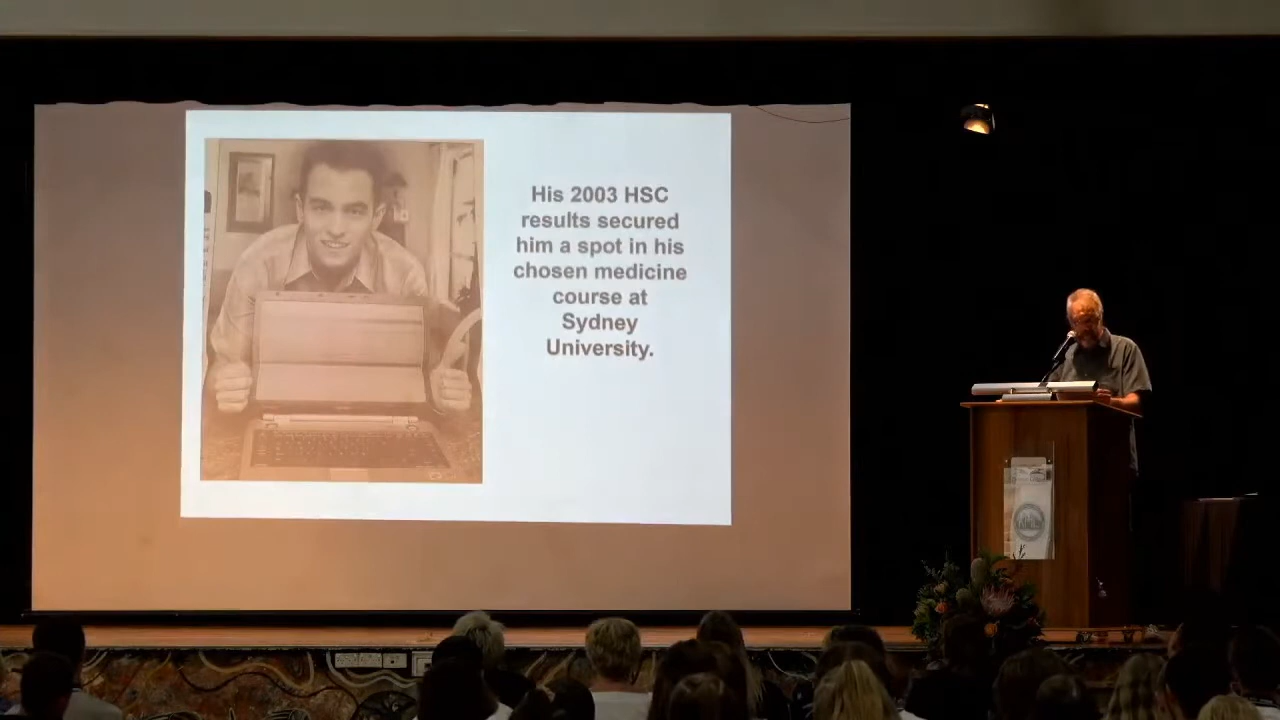 His 2003 HSC
results secured
him a spot in his
chosen medicine
course at
Sydney
University.